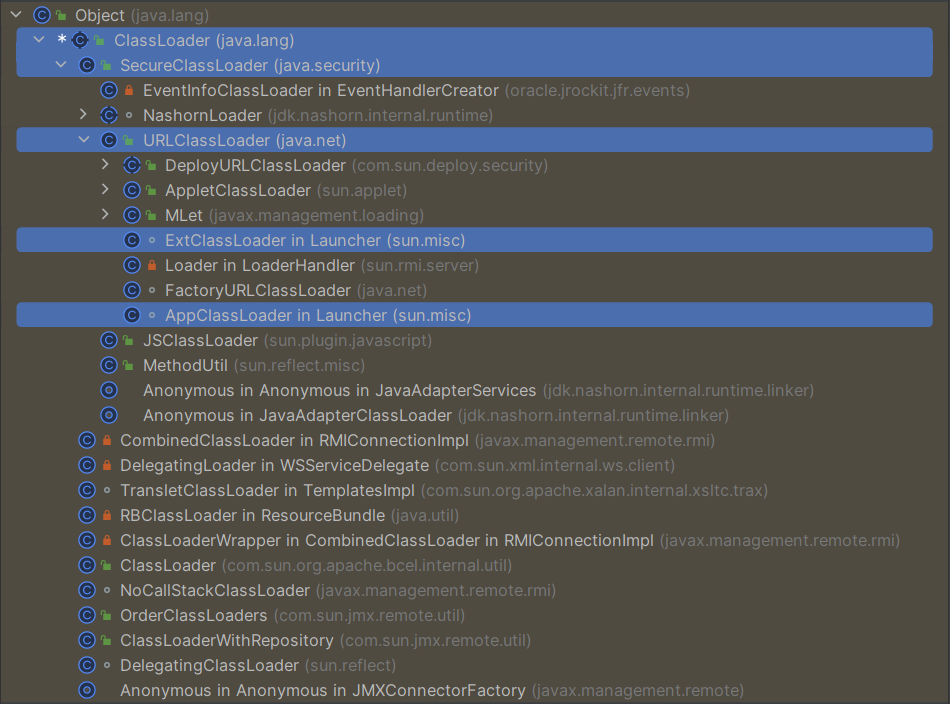 Object (java.lang)
* ClassLoader (java.lang)
SecureClassLoader (java.security)
EventInfoClassLoader in EventHandlerCreator (oracle.jrockit.jfr.events)
NashornLoader (jdk.nashorn.internal.runtime)
URLClassLoader (java.net)
DeployURLClassLoader (com.sun.deploy.security)
AppletClassLoader (sun.applet)
MLet (javax.management.loading)
ExtClassLoader in Launcher (sun.misc)
Loader in LoaderHandler (sun.rmi.server)
FactoryURLClassLoader (java.net)
AppClassLoader in Launcher (sun.misc)
JSClassLoader (sun.plugin.javascript)
MethodUtil (sun.reflect.misc)
Anonymous in Anonymous in JavaAdapterServices (jdk.nashorn.internal.runtime.linker)
Anonymous in JavaAdapterClassLoader (jdk.nashorn.internal.runtime.linker)
CombinedClassLoader in RMIConnectionImpl (javax.management.remote.rmi)
DelegatingLoader in WSServiceDelegate (com.sun.xml.internal.ws.client)
TransletClassLoader in TemplatesImpl (com.sun.org.apache.xalan.internal.xsltc.trax)
RBClassLoader in ResourceBundle (java.util)
ClassLoaderWrapper in CombinedClassLoader in RMIConnectionImpl (javax.management.remote.rmi)
ClassLoader (com.sun.org.apache.bcel.internal.util)
NoCallStackClassLoader (javax.management.remote.rmi)
OrderClassLoaders (com.sun.jmx.remote.util)
ClassLoaderWithRepository (com.sun.jmx.remote.util)
DelegatingClassLoader (sun.reflect)
Anonymous in Anonymous in JMXConnectorFactory (javax.management.remote)